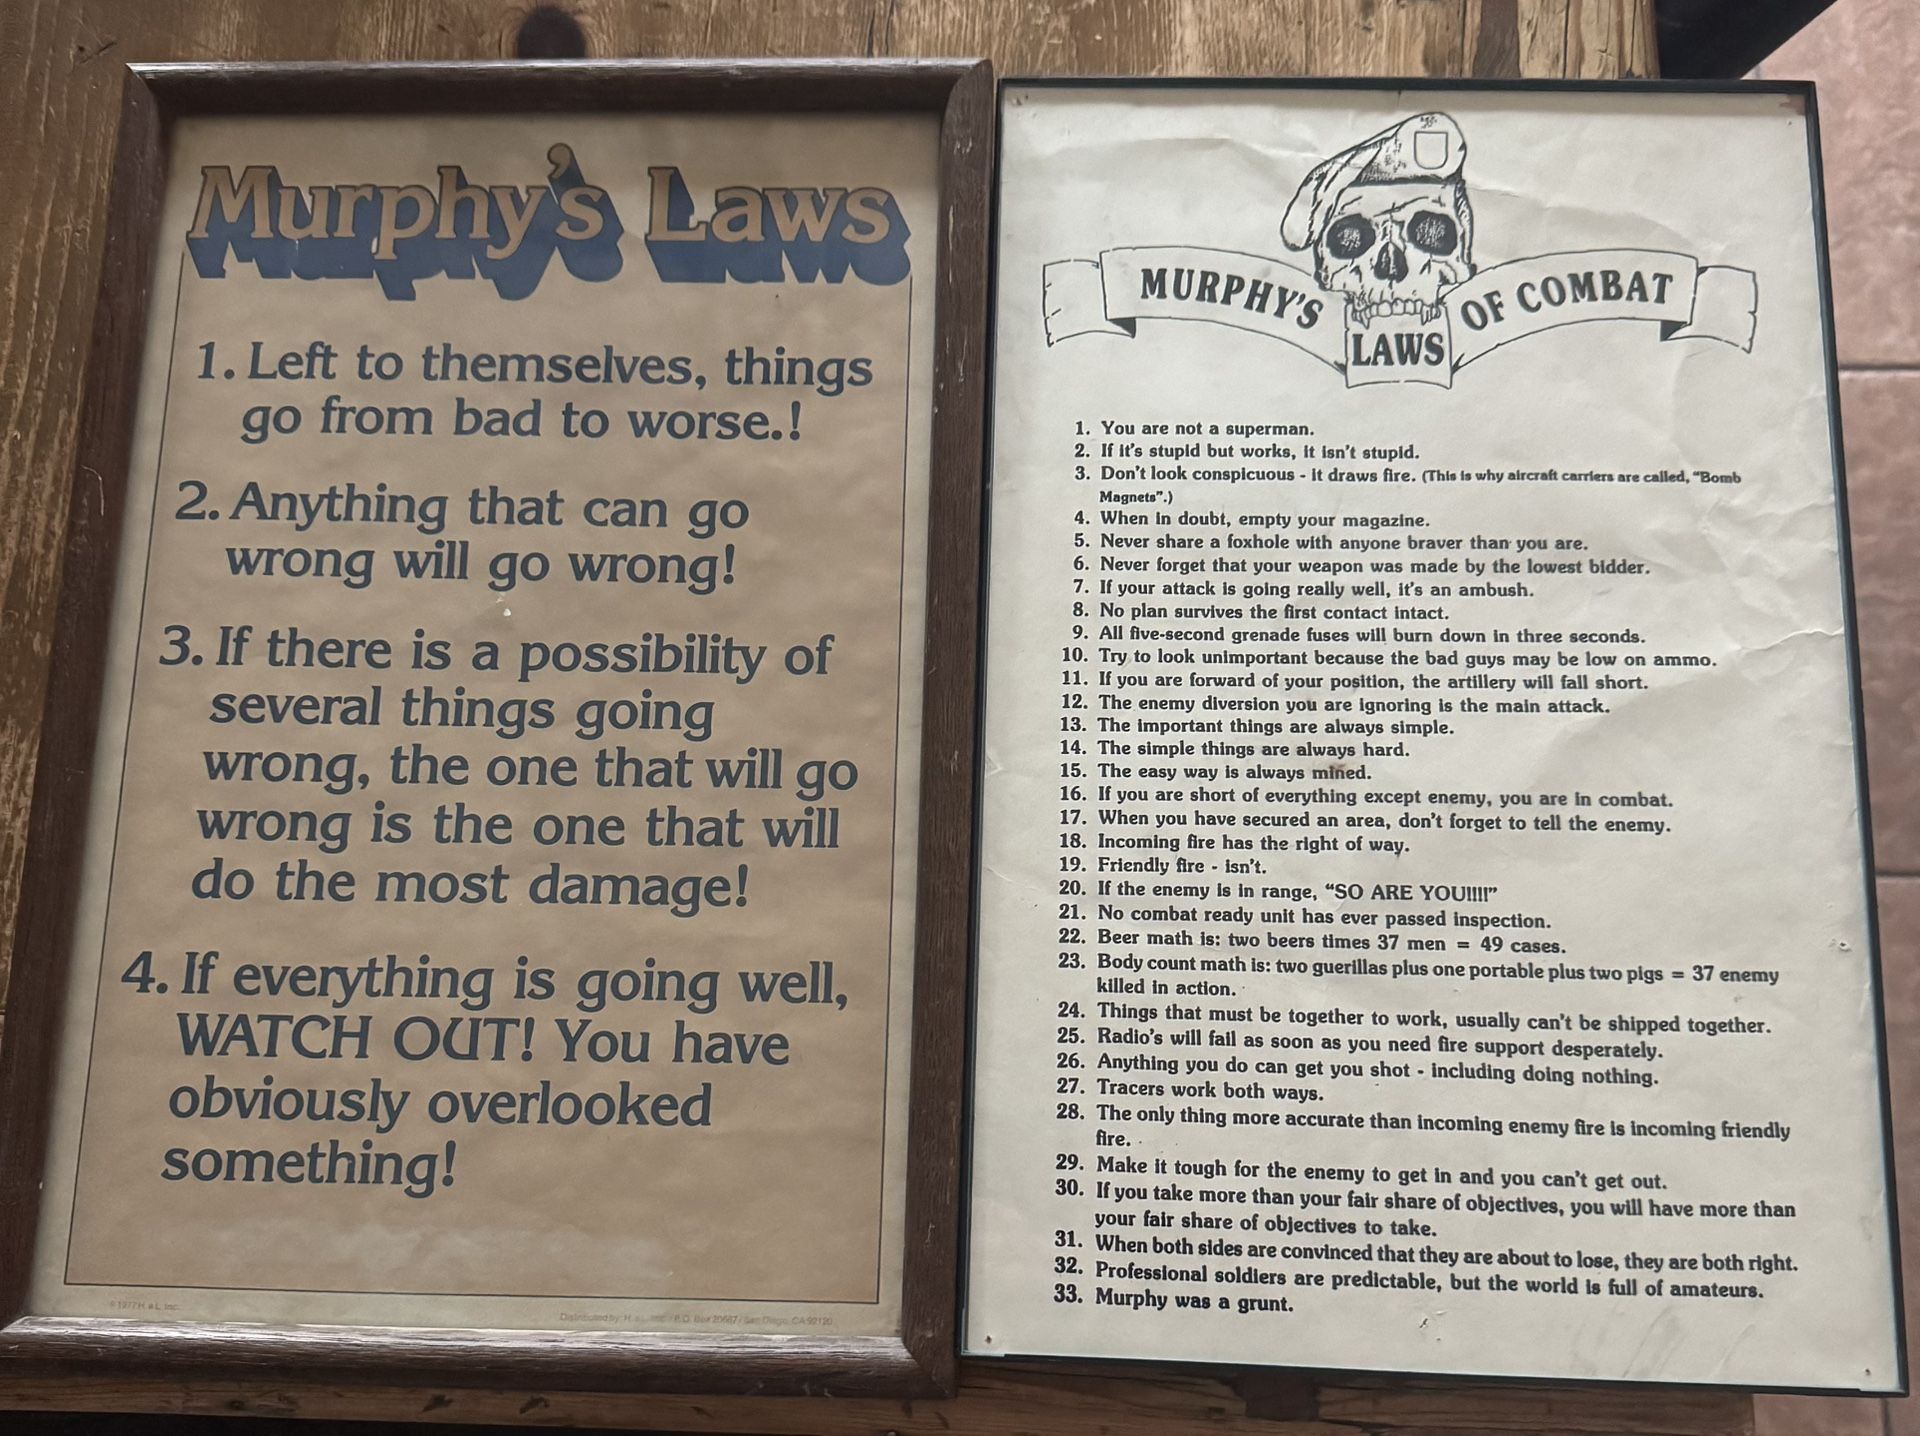 Murphy's Laws
1. Left to themselves, things
go from bad to worse.!
2. Anything that can go
wrong will go wrong!
3. If there is a possibility of
several things going
wrong, the one that will go
wrong is the one that will
do the most damage!
4. If everything is going well,
WATCH OUT! You have
obviously overlooked
something!
© 1977 H & L, Inc.
Distributed by: H & L, Inc. / P.O. Box 20667 / San Diego, CA 92120
MURPHY'S
LAWS
OF COMBAT
1. You are not a superman.
2. If it's stupid but works, it isn't stupid.
3. Don't look conspicuous - it draws fire. (This is why aircraft carriers are called, "Bomb
Magnets".)
4. When in doubt, empty your magazine.
5. Never share a foxhole with anyone braver than you are.
6. Never forget that your weapon was made by the lowest bidder.
7. If your attack is going really well, it's an ambush.
8. No plan survives the first contact intact.
9. All five-second grenade fuses will burn down in three seconds.
10. Try to look unimportant because the bad guys may be low on ammo.
11. If you are forward of your position, the artillery will fall short.
12. The enemy diversion you are ignoring is the main attack.
13. The important things are always simple.
14. The simple things are always hard.
15. The easy way is always mined.
16. If you are short of everything except enemy, you are in combat.
17. When you have secured an area, don't forget to tell the enemy.
18. Incoming fire has the right of way.
19. Friendly fire - isn't.
20. If the enemy is in range, "SO ARE YOU!!!!"
21. No combat ready unit has ever passed inspection.
22. Beer math is: two beers times 37 men = 49 cases.
23. Body count math is: two guerillas plus one portable plus two pigs = 37 enemy
killed in action.
24. Things that must be together to work, usually can't be shipped together.
25. Radio's will fail as soon as you need fire support desperately.
26. Anything you do can get you shot - including doing nothing.
27. Tracers work both ways.
28. The only thing more accurate than incoming enemy fire is incoming friendly
fire.
29. Make it tough for the enemy to get in and you can't get out.
30. If you take more than your fair share of objectives, you will have more than
your fair share of objectives to take.
31. When both sides are convinced that they are about to lose, they are both right.
32. Professional soldiers are predictable, but the world is full of amateurs.
33. Murphy was a grunt.